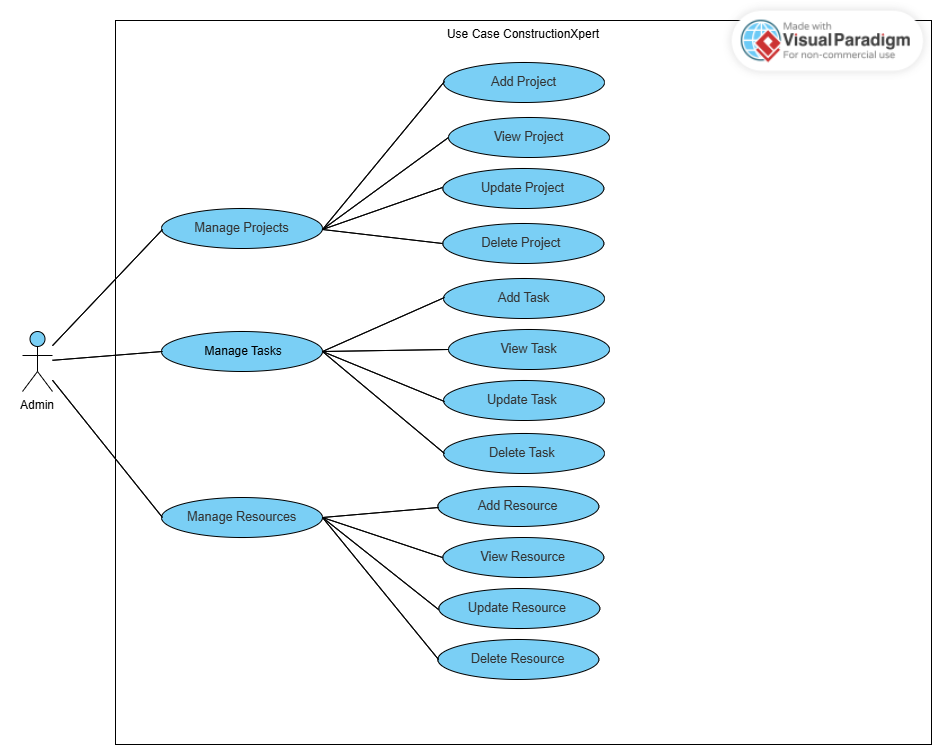 Use Case ConstructionXpert
Made with
Visual Paradigm
For non-commercial use
Add Project
View Project
Update Project
Manage Projects
Delete Project
Add Task
View Task
Manage Tasks
Update Task
Admin
Delete Task
Add Resource
Manage Resources
View Resource
Update Resource
Delete Resource